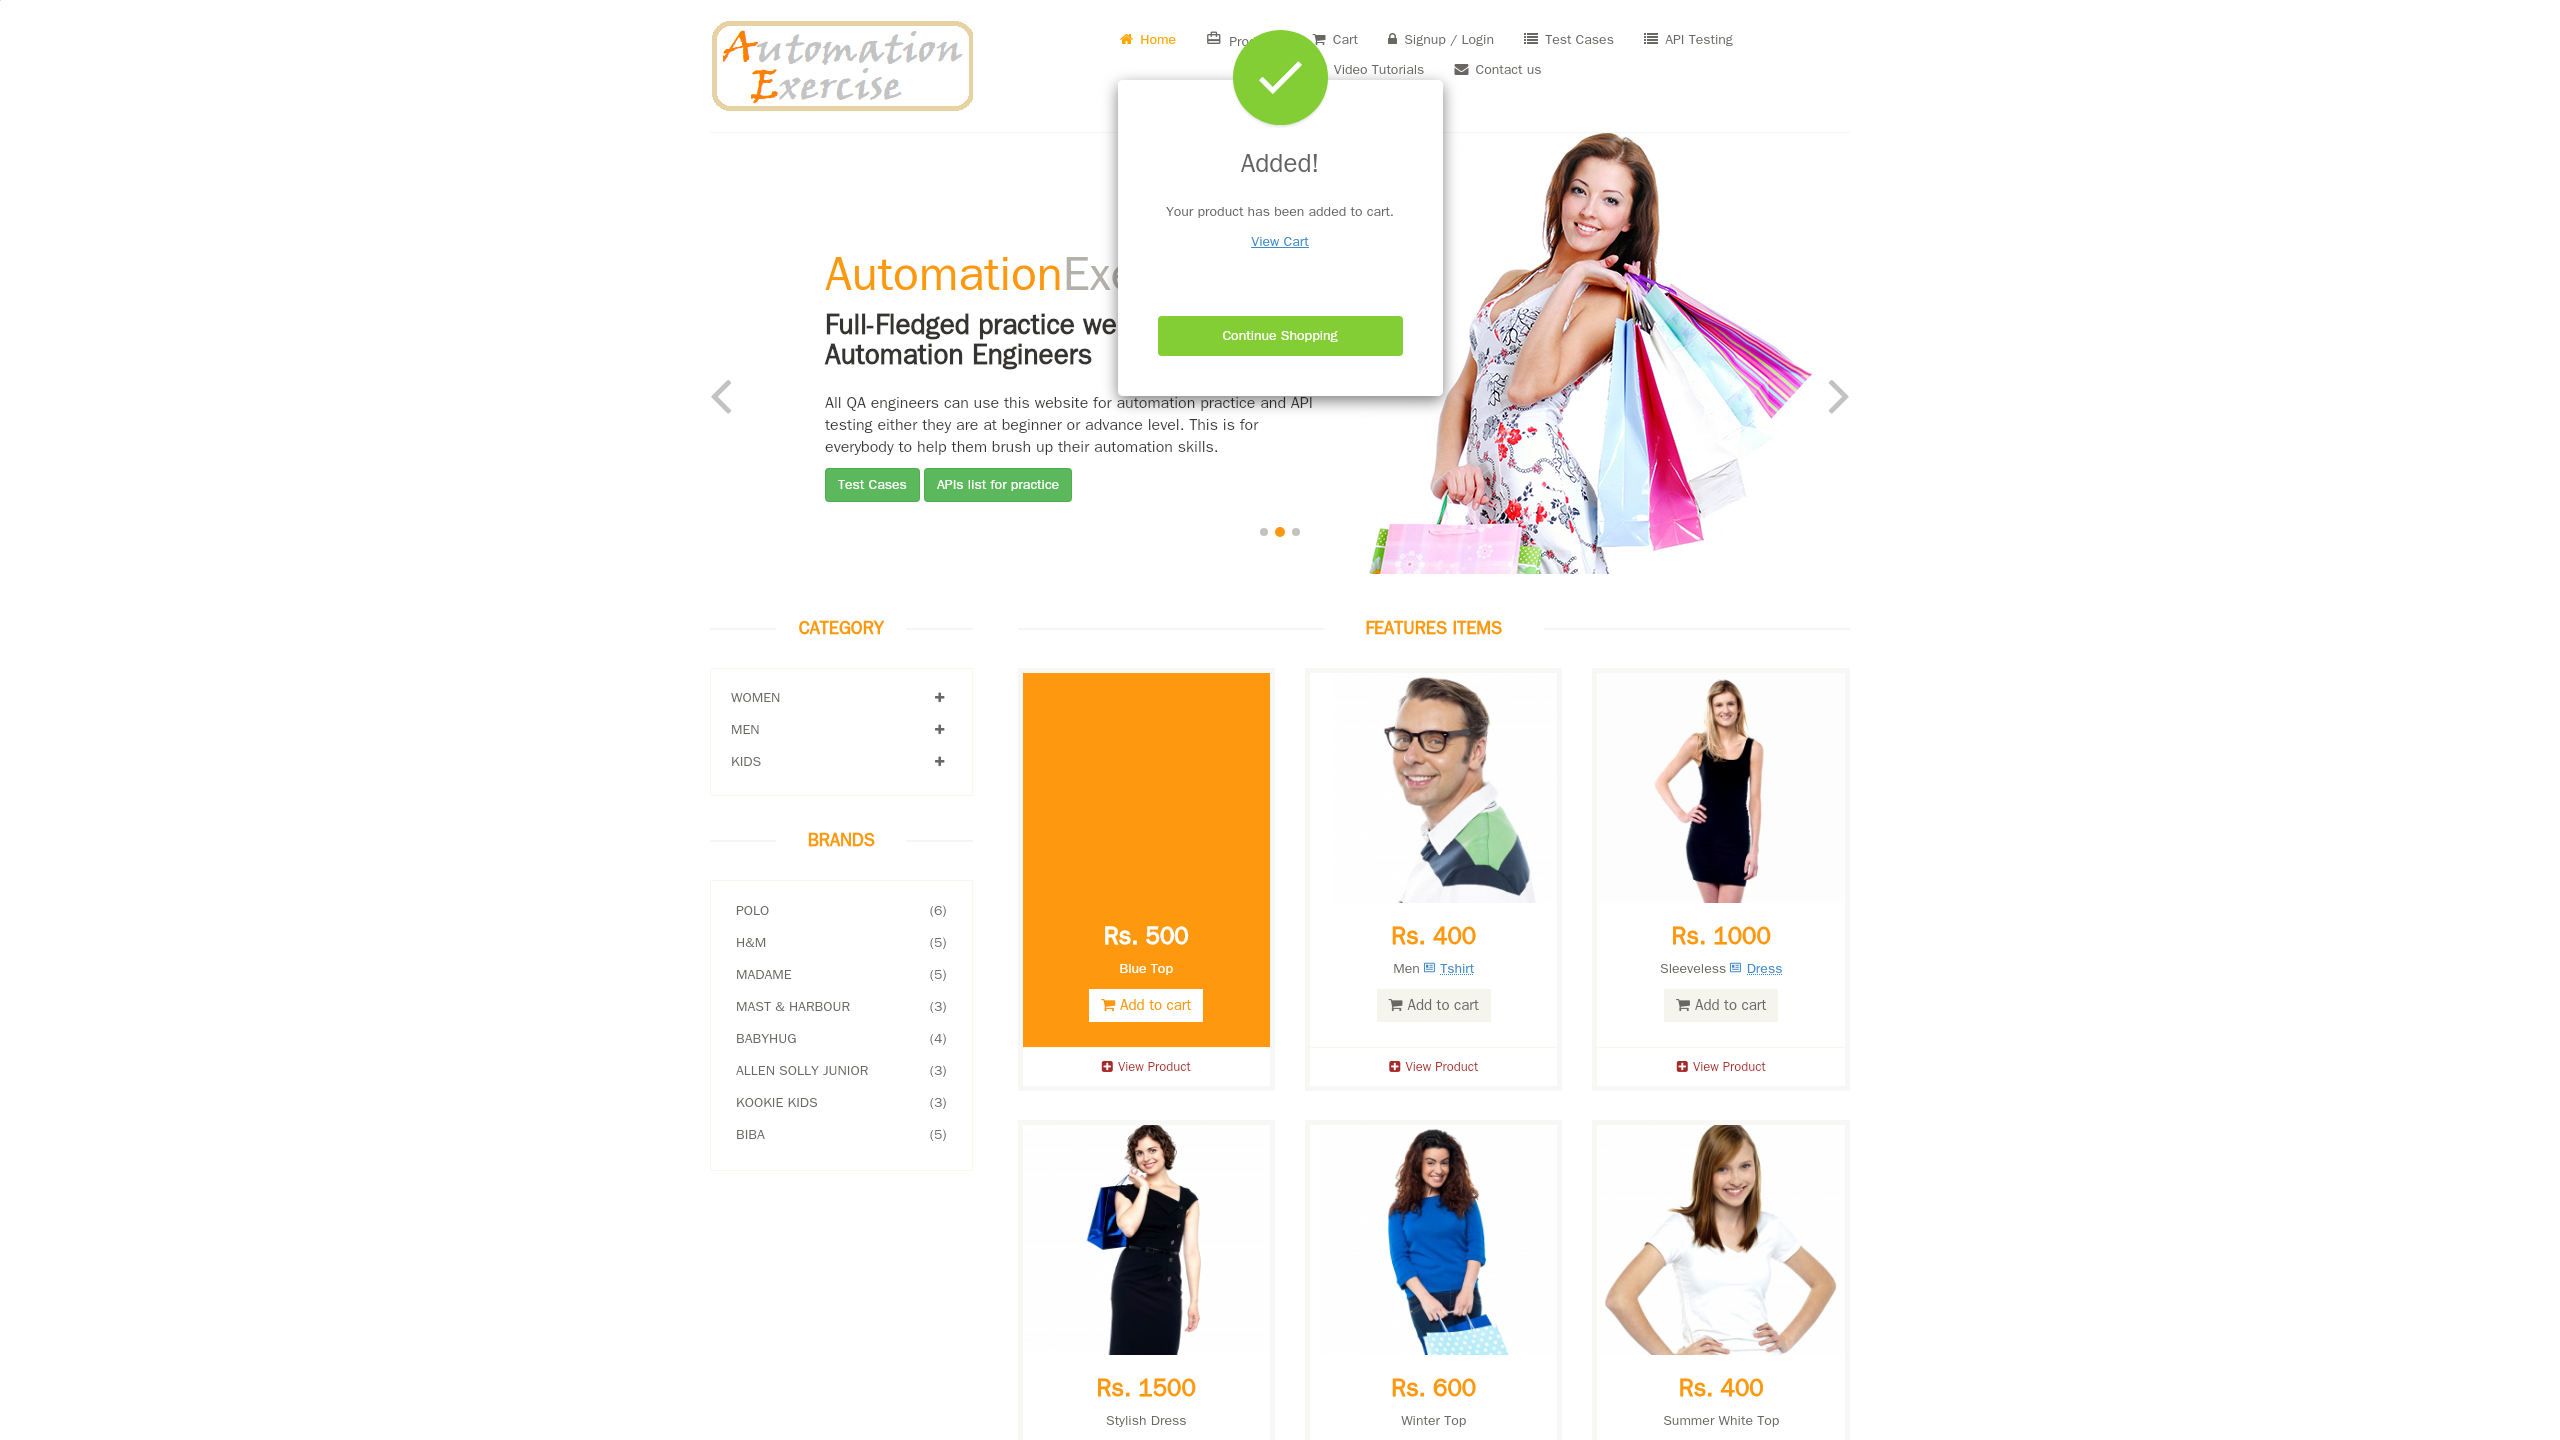 Automation
Exercise
Home
Cart
Signup / Login
Test Cases
API Testing
Video Tutorials
Contact us
Added!
Your product has been added to cart.
View Cart
Continue Shopping
Automation
Full-Fledged practice
Automation Engineers
All QA engineers can use this website for automation practice and API
testing either they are at beginner or advance level. This is for
everybody to help them brush up their automation skills.
Test Cases
APIs list for practice
CATEGORY
WOMEN
MEN
KIDS
BRANDS
POLO (6)
H&M (5)
MADAME (5)
MAST & HARBOUR (3)
BABYHUG (4)
ALLEN SOLLY JUNIOR (3)
KOOKIE KIDS (3)
BIBA (5)
FEATURES ITEMS
Rs. 500
Blue Top
Add to cart
View Product
Rs. 400
Men Tshirt
Add to cart
View Product
Rs. 1000
Sleeveless Dress
Add to cart
View Product
Rs. 1500
Stylish Dress
Rs. 600
Winter Top
Rs. 400
Summer White Top